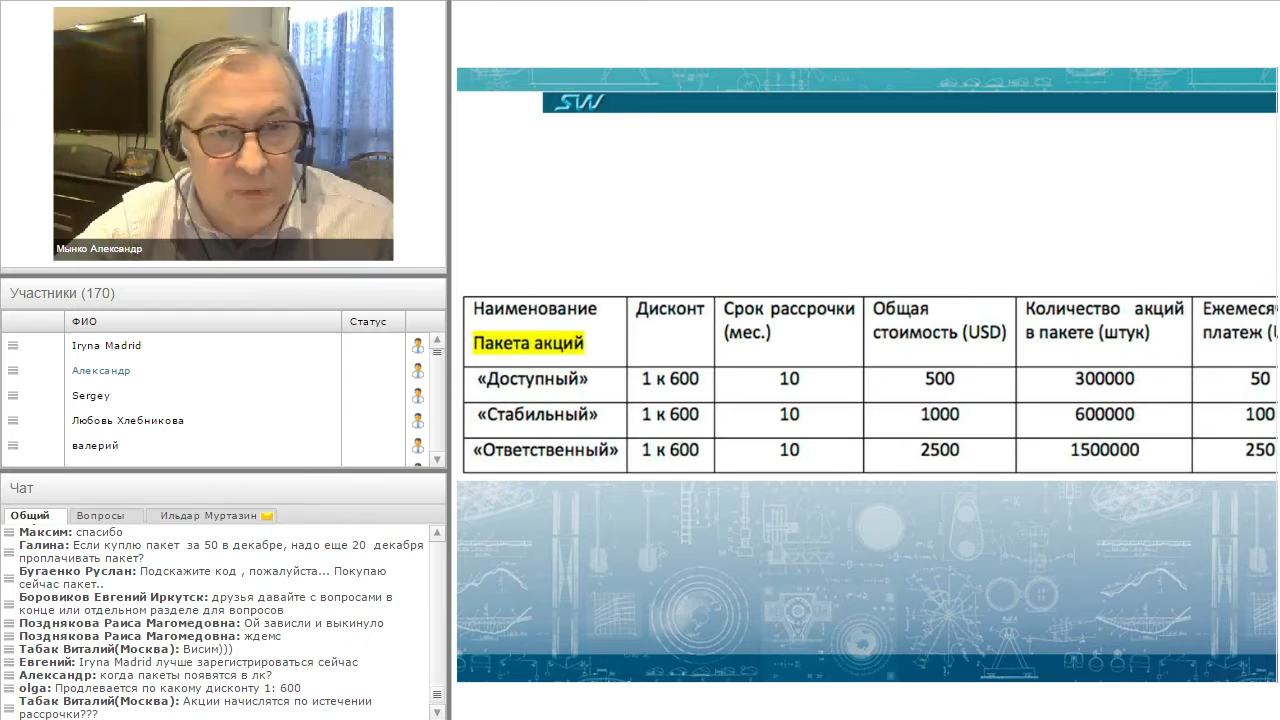 Мынко Александр
Участники (170)
ФИО
Статус
Iryna Madrid
Александр
Sergey
Любовь Хлебникова
валерий
Чат
Общий
Вопросы
Ильдар Муртазин
Максим: спасибо
Галина: Если куплю пакет за 50 в декабре, надо еще 20 декабря
проплачивать пакет?
Бугаенко Руслан: Подскажите код , пожалуйста... Покупаю
сейчас пакет..
Боровиков Евгений Иркутск: друзья давайте с вопросами в
конце или отдельном разделе для вопросов
Позднякова Раиса Магомедовна: Ой зависли и выкинуло
Позднякова Раиса Магомедовна: ждемс
Табак Виталий(Москва): Висим)))
Евгений: Iryna Madrid лучше зарегистрироваться сейчас
Александр: когда пакеты появятся в лк?
olga: Продлевается по какому дисконту 1: 600
Табак Виталий(Москва): Акции начислятся по истечении
рассрочки???
SW
Наименование Дисконт Срок рассрочки Общая Количество акций Ежемеся
Пакета акций (мес.) стоимость (USD) в пакете (штук) платеж (
«Доступный» 1 к 600 10 500 300000 50
«Стабильный» 1 к 600 10 1000 600000 100
«Ответственный» 1 к 600 10 2500 1500000 250